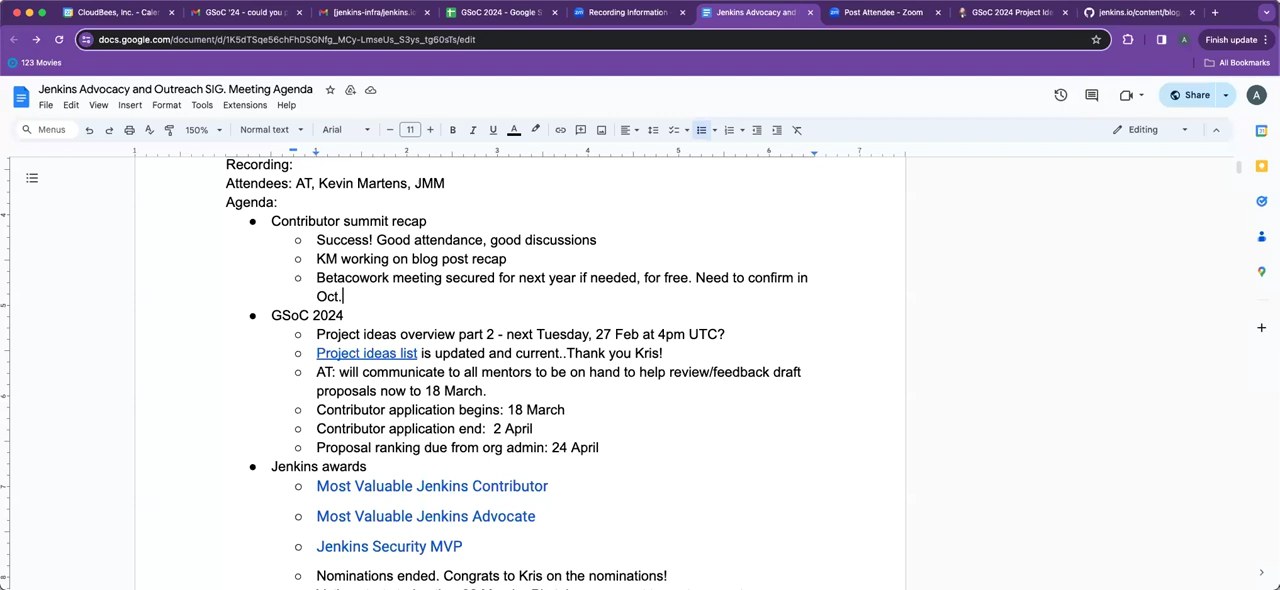 CloudBees, Inc. - Cale
GSoC '24 - could you p
[jenkins-infra/jenkins.io
GSoC 2024 - Google S
Recording Information
Jenkins Advocacy and
Post Attendee - Zoom
GSoC 2024 Project Ide
jenkins.io/content/blog
docs.google.com/document/d/1K5dTSqe56chFhDSGNfg_MCy-LmseUs_S3ys_tg60sTs/edit
A
Finish update
123 Movies
All Bookmarks
Jenkins Advocacy and Outreach SIG. Meeting Agenda
Share
A
File Edit View Insert Format Tools Extensions Help
Menus
150%
Normal text
Arial
11
B I U A
Editing
1 1 2 3 4 5 6 7
Recording:
Attendees: AT, Kevin Martens, JMM
Agenda:
● Contributor summit recap
○ Success! Good attendance, good discussions
○ KM working on blog post recap
○ Betacowork meeting secured for next year if needed, for free. Need to confirm in
Oct.
● GSoC 2024
○ Project ideas overview part 2 - next Tuesday, 27 Feb at 4pm UTC?
○ Project ideas list is updated and current..Thank you Kris!
○ AT: will communicate to all mentors to be on hand to help review/feedback draft
proposals now to 18 March.
○ Contributor application begins: 18 March
○ Contributor application end:  2 April
○ Proposal ranking due from org admin: 24 April
● Jenkins awards
○ Most Valuable Jenkins Contributor
○ Most Valuable Jenkins Advocate
○ Jenkins Security MVP
○ Nominations ended. Congrats to Kris on the nominations!